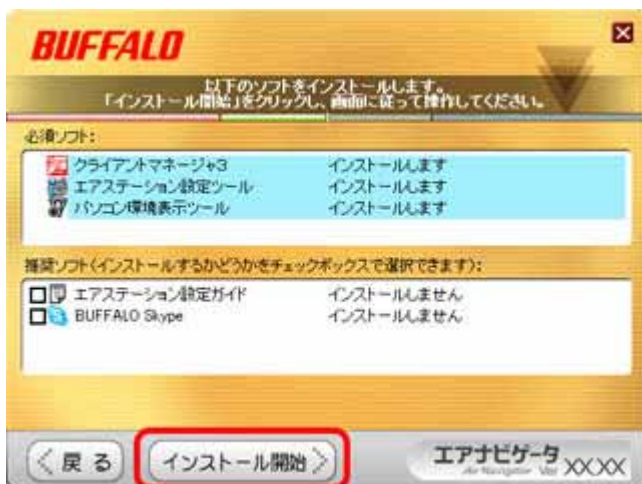 BUFFALO
以下のソフトをインストールします。
「インストール開始」をクリックし、画面に従って操作してください。
必須ソフト:
クライアントマネージャ3 インストールします
エアステーション設定ツール インストールします
パソコン環境表示ツール インストールします
推奨ソフト(インストールするかどうかをチェックボックスで選択できます):
エアステーション設定ガイド インストールしません
BUFFALO Skype インストールしません
戻る
インストール開始
エアナビゲータ
Air Navigator Ver XX.XX